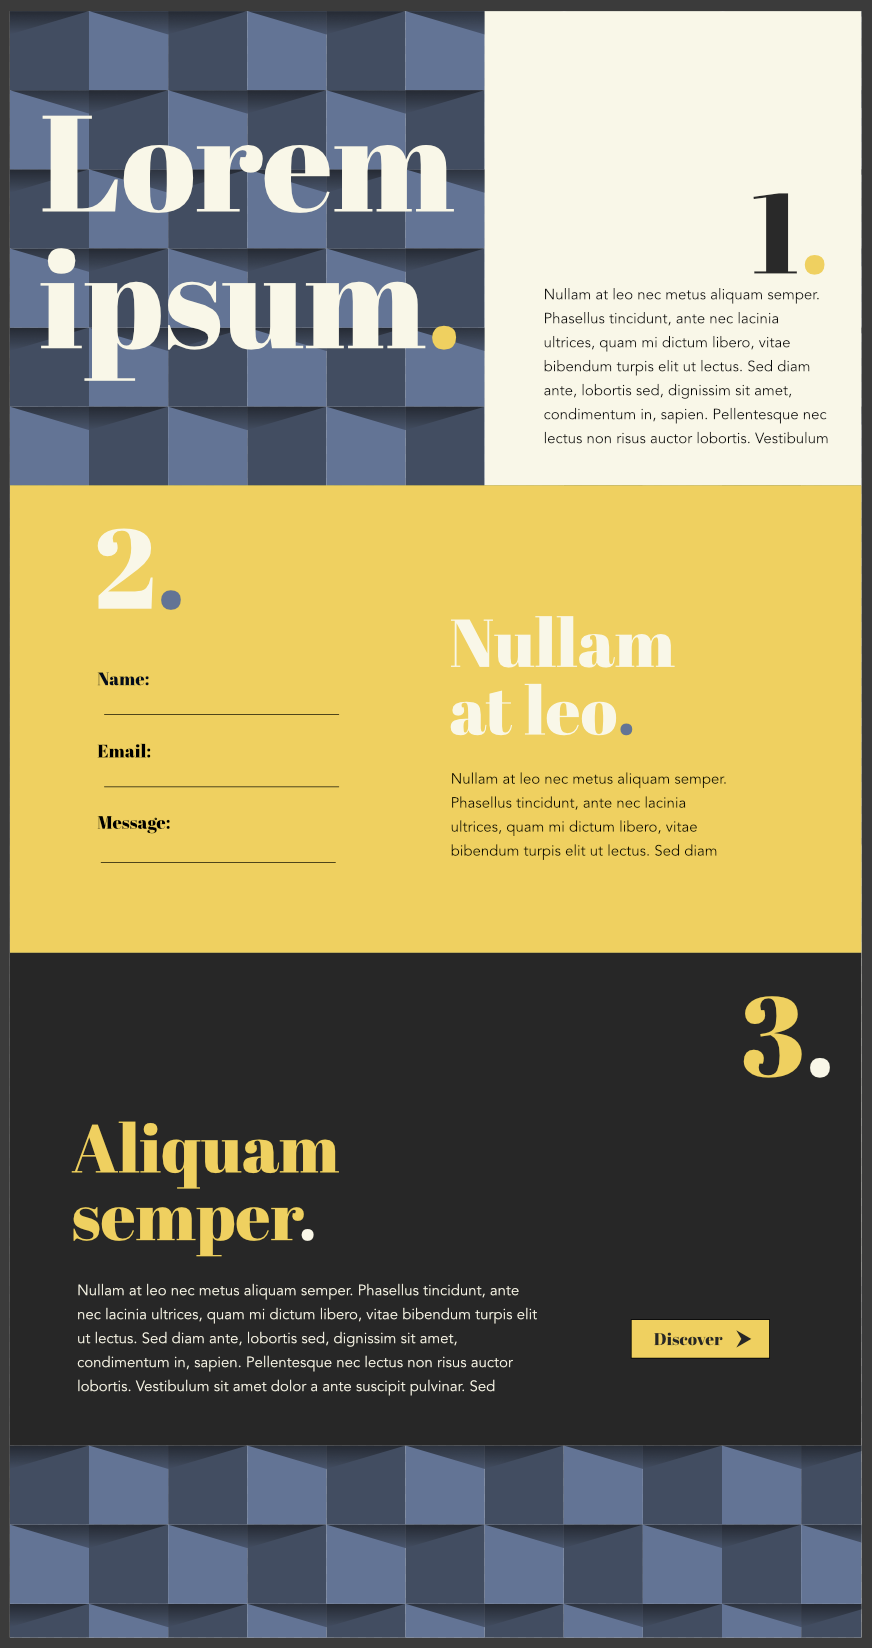 Lorem
ipsum.
1.
Nullam at leo nec metus aliquam semper.
Phasellus tincidunt, ante nec lacinia
ultrices, quam mi dictum libero, vitae
bibendum turpis elit ut lectus. Sed diam
ante, lobortis sed, dignissim sit amet,
condimentum in, sapien. Pellentesque nec
lectus non risus auctor lobortis. Vestibulum
2.
Name:
Email:
Message:
Nullam
at leo.
Nullam at leo nec metus aliquam semper.
Phasellus tincidunt, ante nec lacinia
ultrices, quam mi dictum libero, vitae
bibendum turpis elit ut lectus. Sed diam
3.
Aliquam
semper.
Nullam at leo nec metus aliquam semper. Phasellus tincidunt, ante
nec lacinia ultrices, quam mi dictum libero, vitae bibendum turpis elit
ut lectus. Sed diam ante, lobortis sed, dignissim sit amet,
condimentum in, sapien. Pellentesque nec lectus non risus auctor
lobortis. Vestibulum sit amet dolor a ante suscipit pulvinar. Sed
Discover